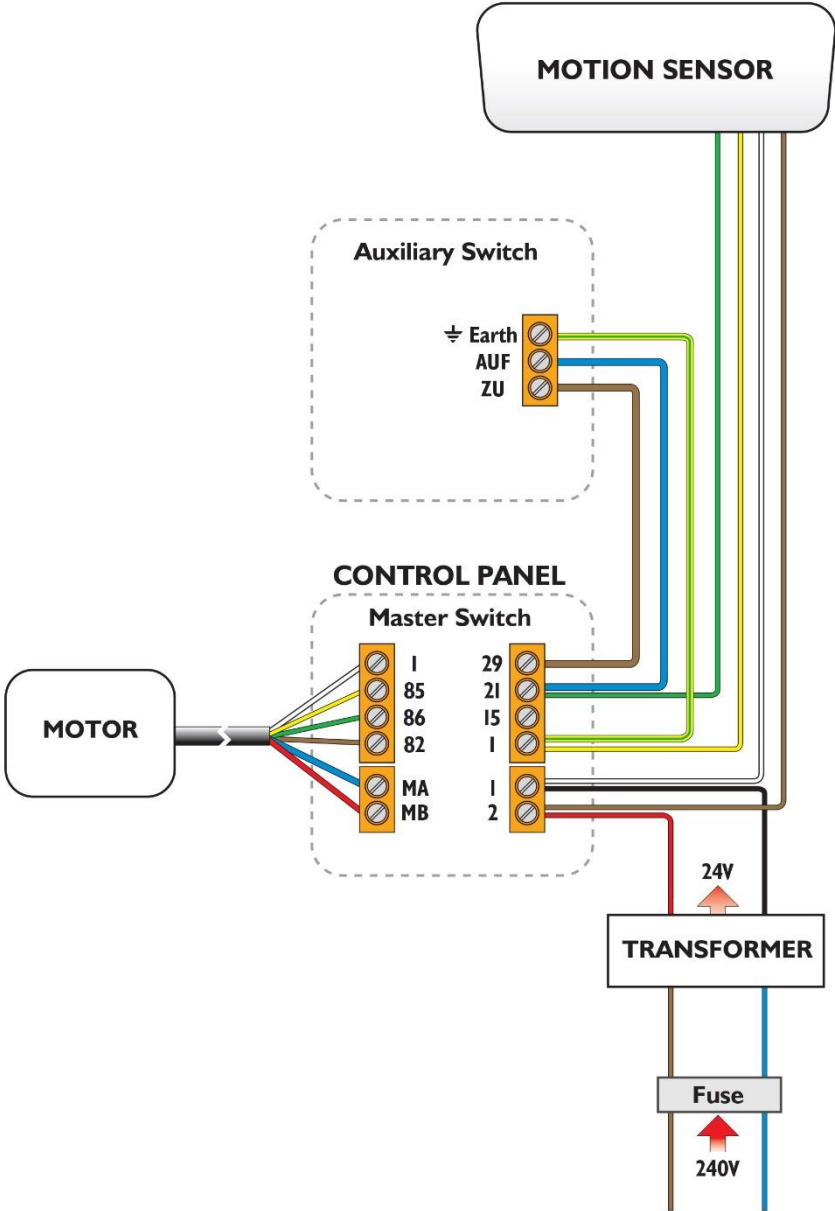 MOTION SENSOR
Auxiliary Switch
⏚ Earth
AUF
ZU
CONTROL PANEL
Master Switch
1 29
85 21
86 15
82 1
MA 1
MB 2
MOTOR
24V
TRANSFORMER
Fuse
240V